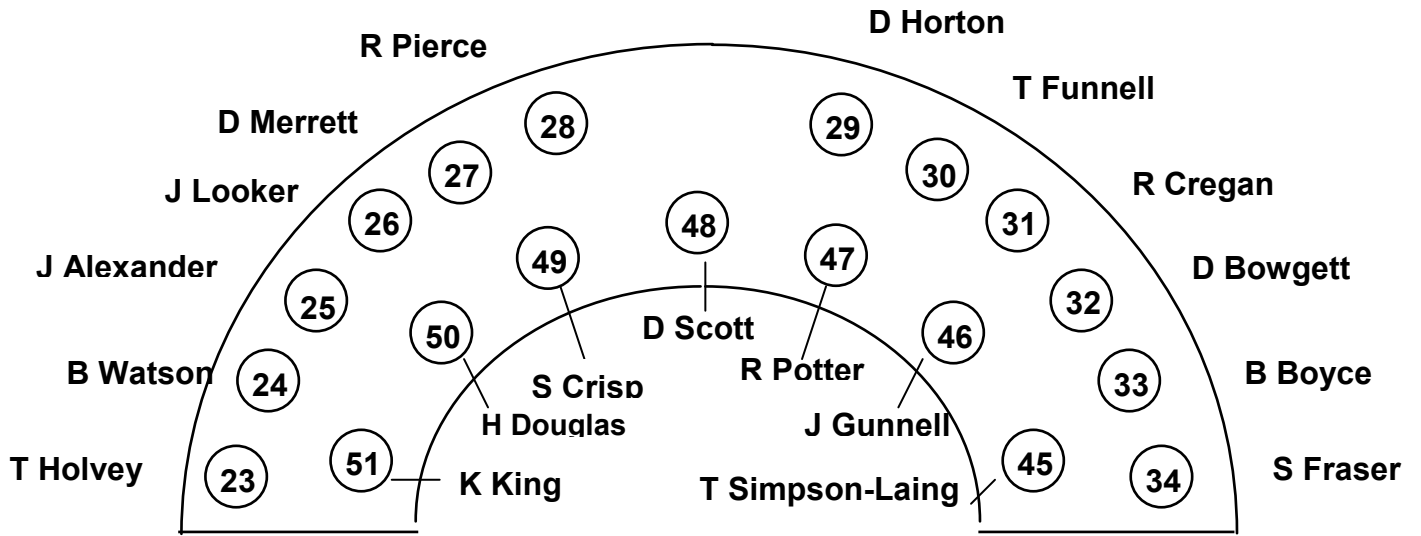 D Horton
R Pierce
T Funnell
D Merrett
28
29
27
30
J Looker
R Cregan
26
31
48
49
47
J Alexander
D Bowgett
25
32
50
D Scott
46
B Watson
24
S Crisp
R Potter
33
B Boyce
H Douglas
J Gunnell
T Holvey
23
51
K King
T Simpson-Laing
45
34
S Fraser